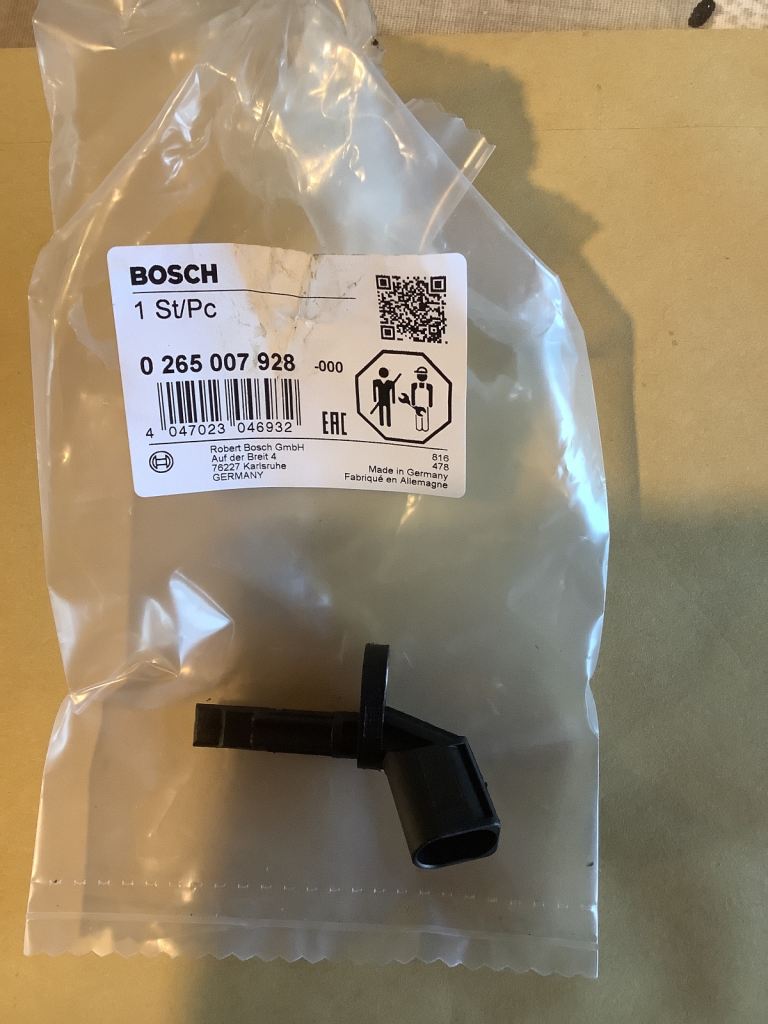 BOSCH
1 St/Pc
0 265 007 928 -000
4 047023 046932
EAC
Robert Bosch GmbH
Auf der Breit 4
76227 Karlsruhe
GERMANY
816
478
Made in Germany
Fabriqué en Allemagne